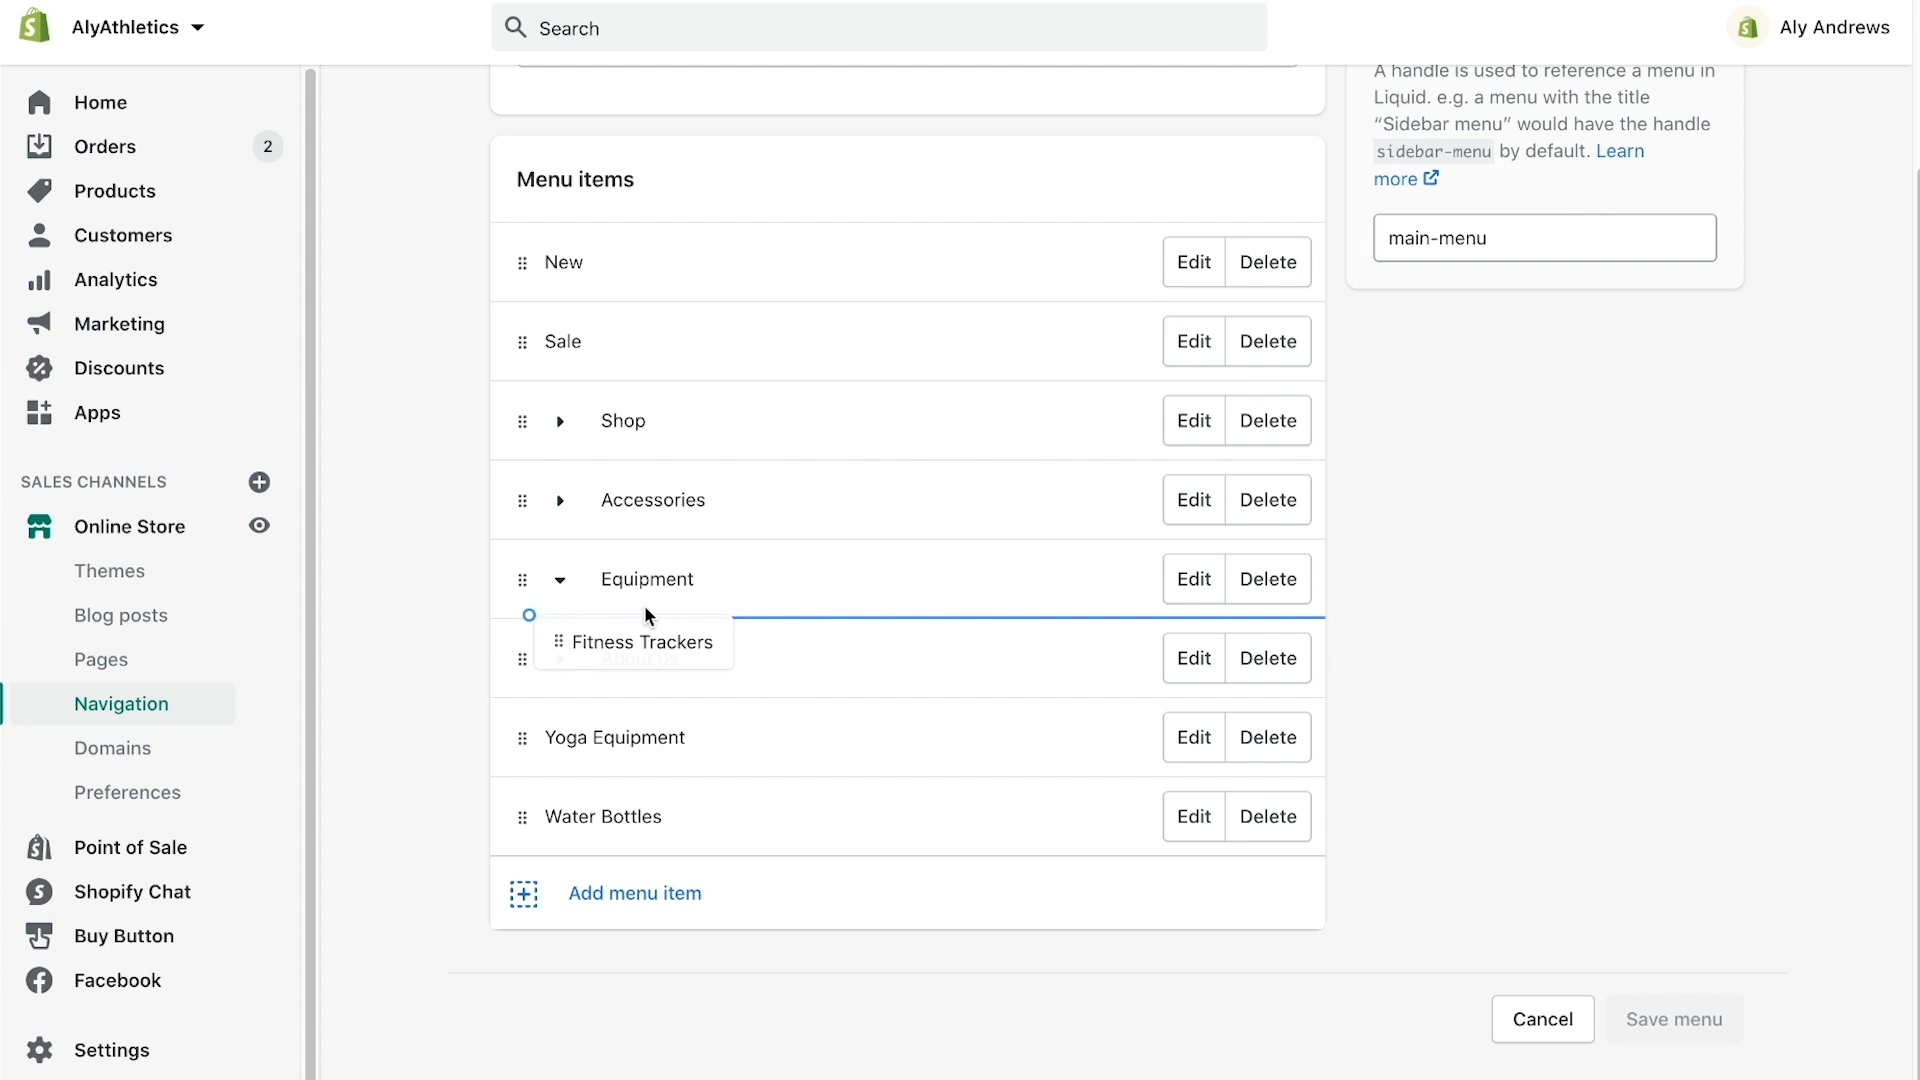 AlyAthletics
Search
Aly Andrews
Home
Orders 2
Products
Customers
Analytics
Marketing
Discounts
Apps
SALES CHANNELS
Online Store
Themes
Blog posts
Pages
Navigation
Domains
Preferences
Point of Sale
Shopify Chat
Buy Button
Facebook
Settings
Menu items
New Edit Delete
Sale Edit Delete
Shop Edit Delete
Accessories Edit Delete
Equipment Edit Delete
Fitness Trackers
About us Edit Delete
Yoga Equipment Edit Delete
Water Bottles Edit Delete
Add menu item
A handle is used to reference a menu in
Liquid. e.g. a menu with the title
“Sidebar menu” would have the handle
sidebar-menu by default. Learn
more
main-menu
Cancel Save menu